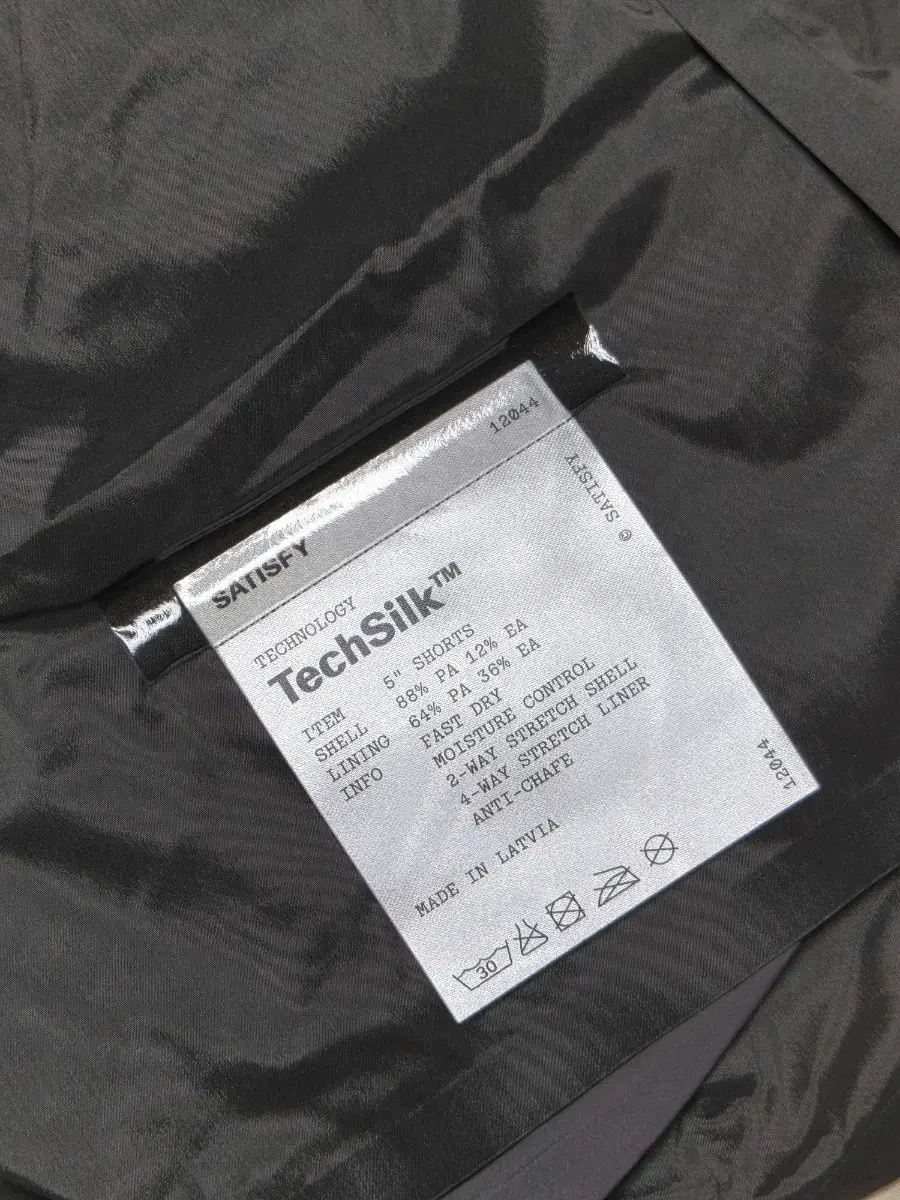 SATISFY 12044
© SATISFY
TECHNOLOGY
TechSilk™
ITEM 5" SHORTS
SHELL 88% PA 12% EA
LINING 64% PA 36% EA
INFO FAST DRY
MOISTURE CONTROL
2-WAY STRETCH SHELL
4-WAY STRETCH LINER
ANTI-CHAFE
MADE IN LATVIA
12044
30